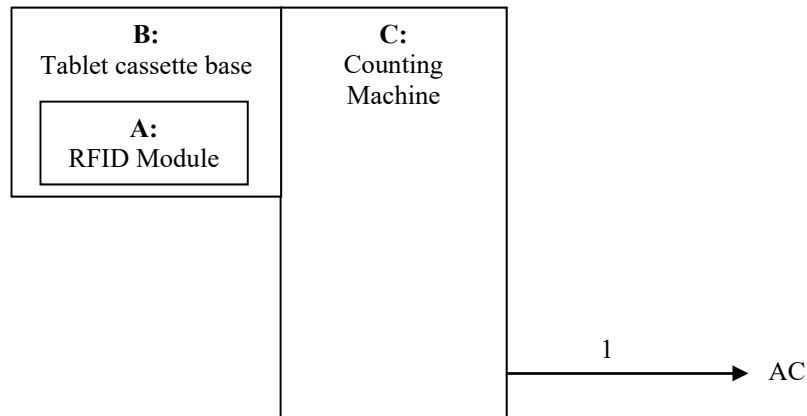 B:
Tablet cassette base
A:
RFID Module
C:
Counting
Machine
1
AC